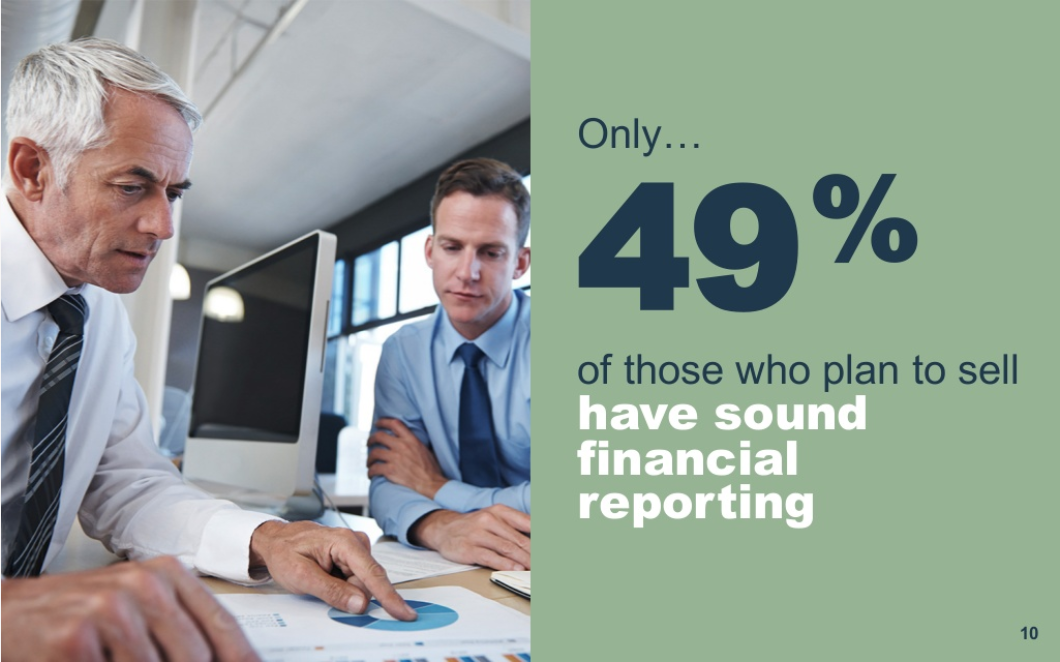 Only…
49%
of those who plan to sell
have sound
financial
reporting
10